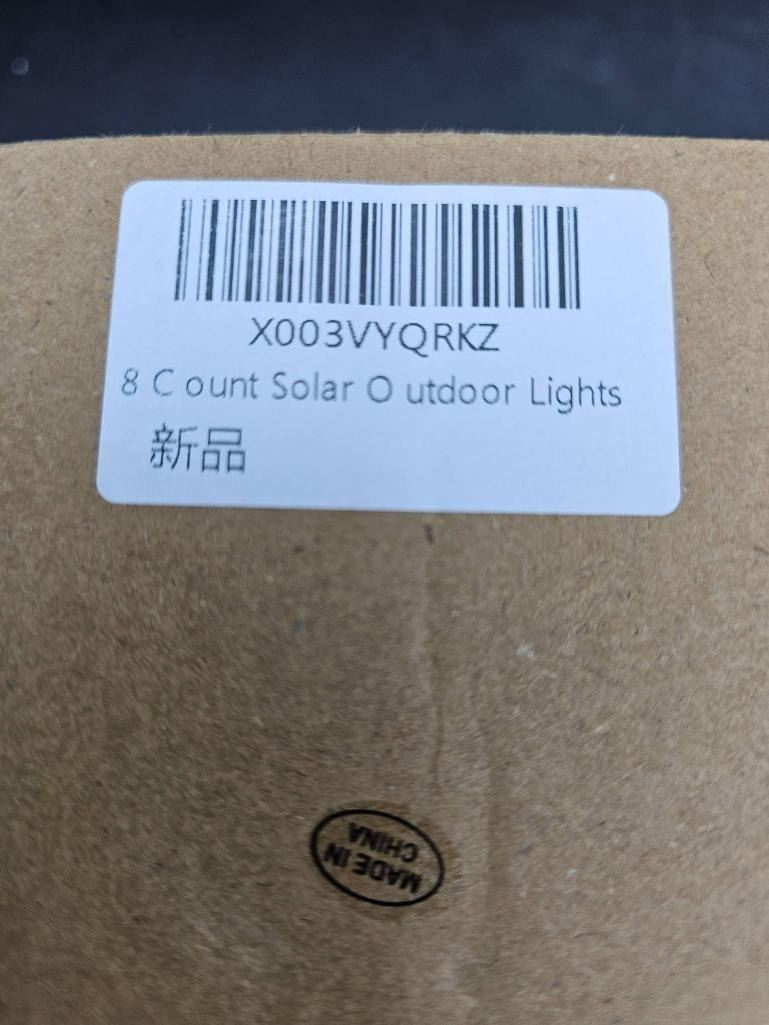 X003VYQRKZ
8 C ount Solar O utdoor Lights
新品
MADE IN
CHINA